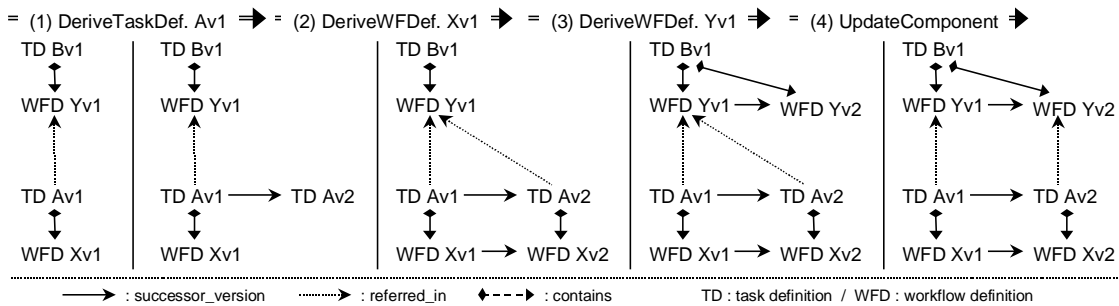 = (1) DeriveTaskDef. Av1 = (2) DeriveWFDef. Xv1 = (3) DeriveWFDef. Yv1 = (4) UpdateComponent =
TD Bv1 TD Bv1 TD Bv1 TD Bv1 TD Bv1
WFD Yv1 WFD Yv1 WFD Yv1 WFD Yv1 WFD Yv2 WFD Yv1 WFD Yv2
TD Av1 TD Av1 TD Av2 TD Av1 TD Av2 TD Av1 TD Av2 TD Av1 TD Av2
WFD Xv1 WFD Xv1 WFD Xv1 WFD Xv2 WFD Xv1 WFD Xv2 WFD Xv1 WFD Xv2
: successor_version : referred_in : contains TD : task definition / WFD : workflow definition